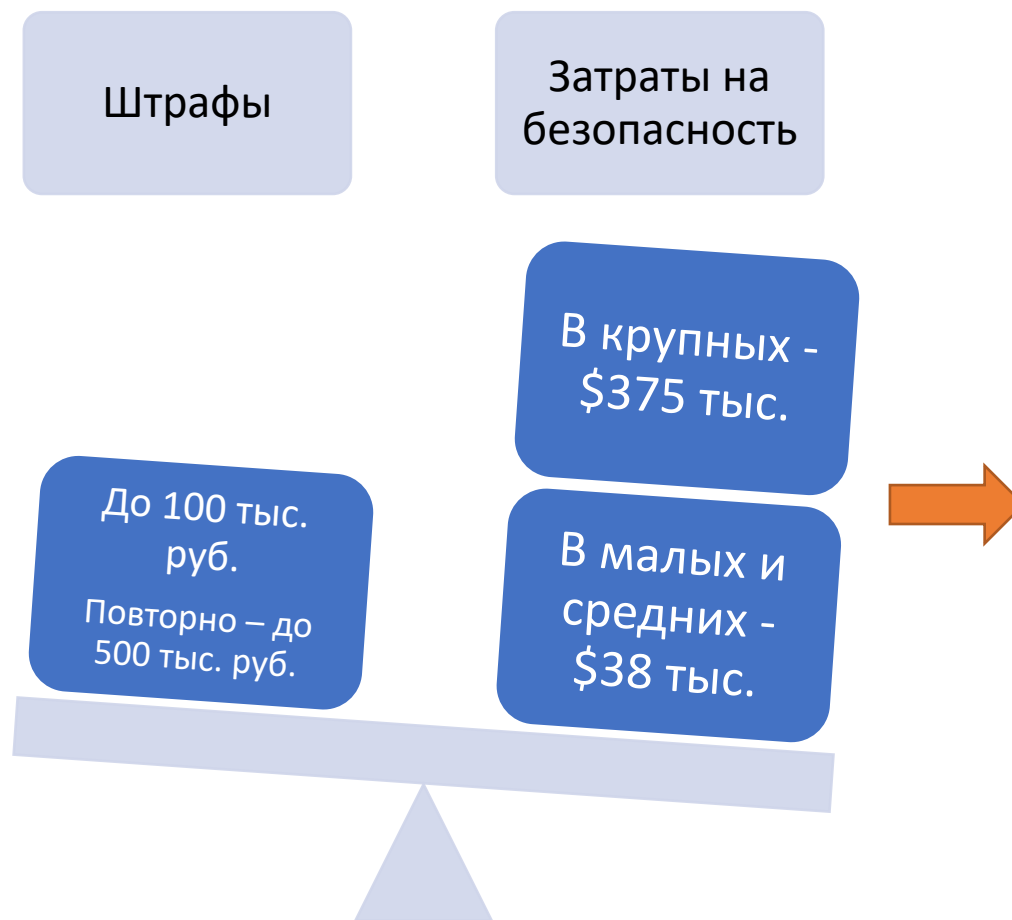 Штрафы
Затраты на
безопасность
В крупных -
$375 тыс.
До 100 тыс.
руб.
Повторно – до
500 тыс. руб.
В малых и
средних -
$38 тыс.